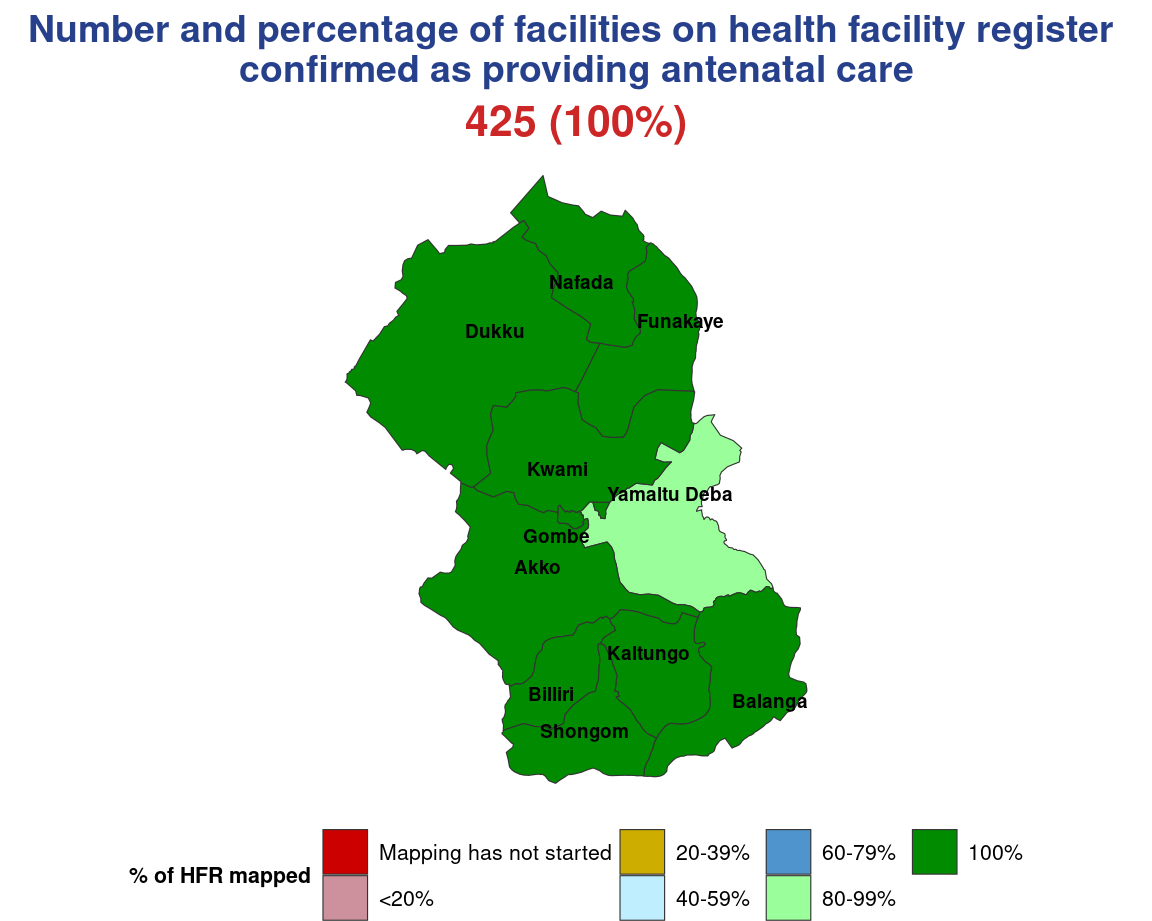 Number and percentage of facilities on health facility register
confirmed as providing antenatal care
425 (100%)
Nafada
Funakaye
Dukku
Kwami
Yamaltu Deba
Gombe
Akko
Kaltungo
Billiri
Balanga
Shongom
% of HFR mapped
Mapping has not started
<20%
20-39%
40-59%
60-79%
80-99%
100%